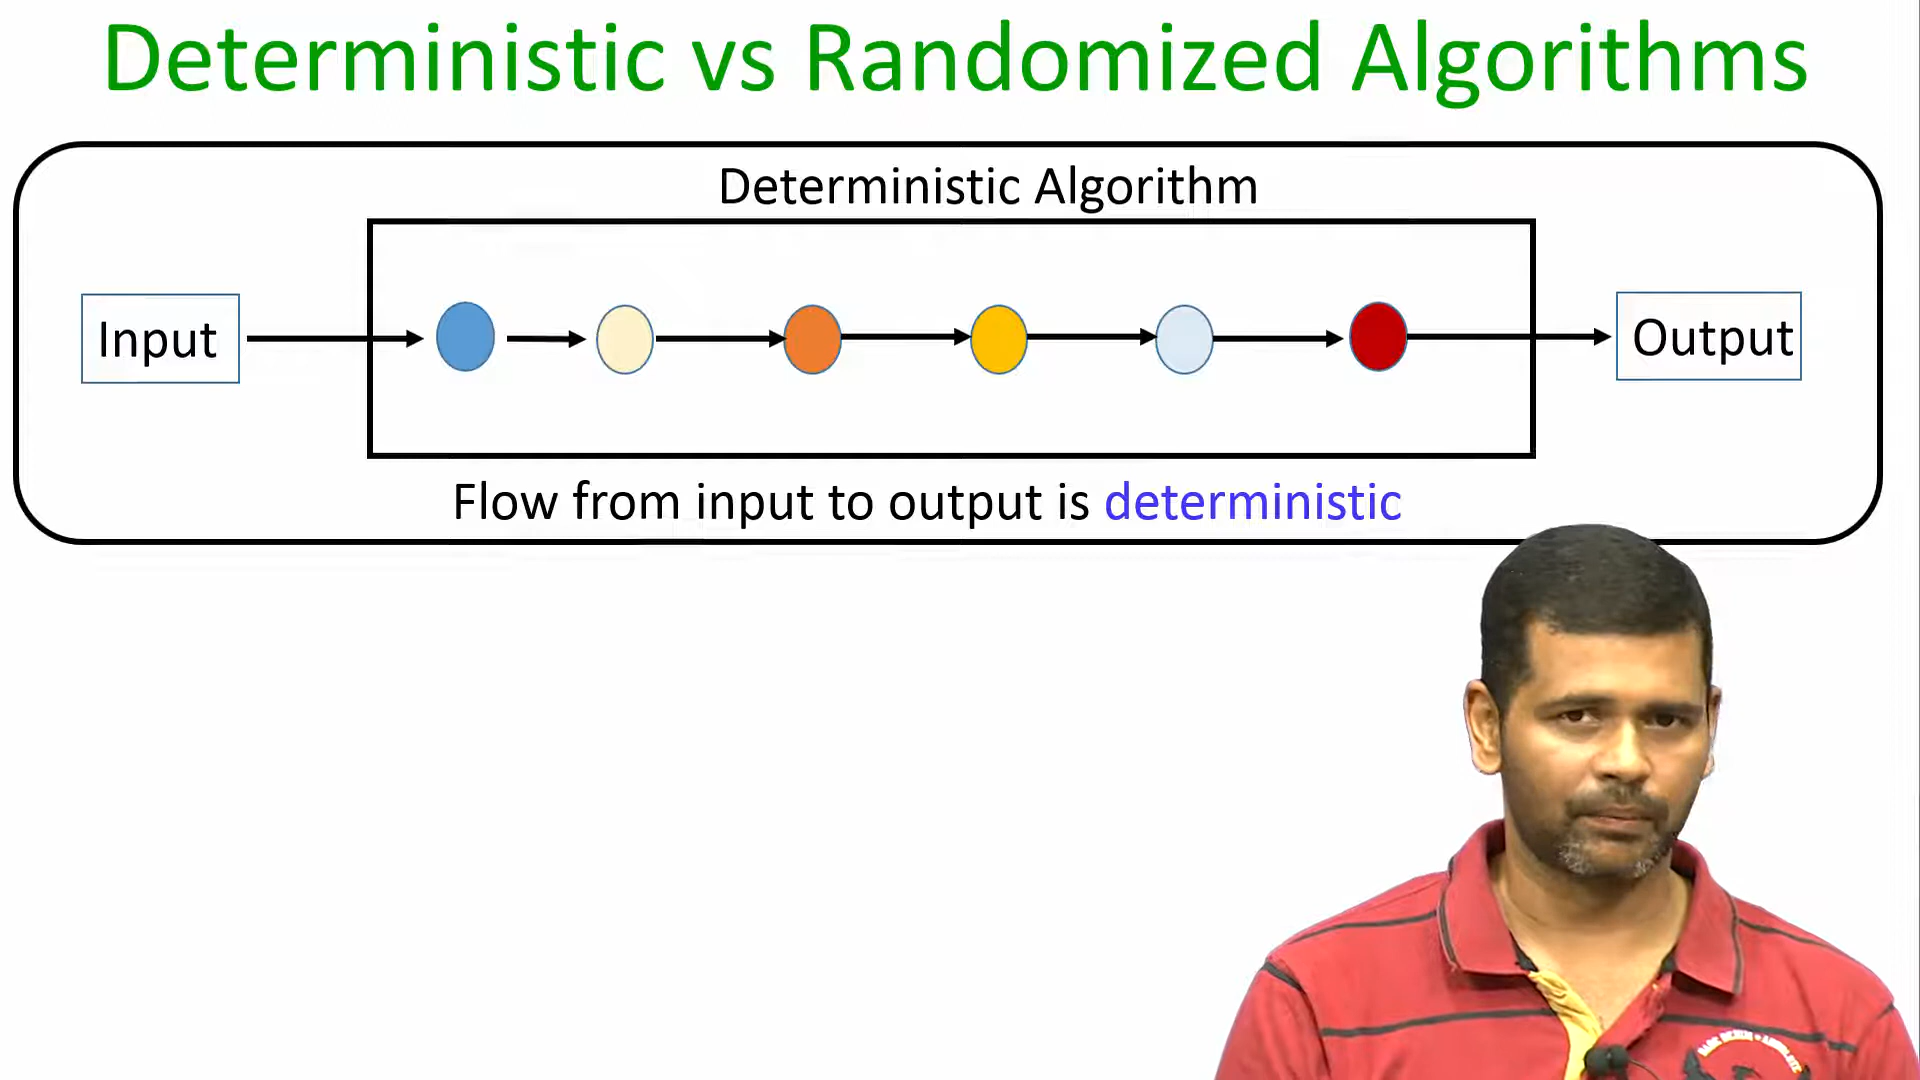 Deterministic vs Randomized Algorithms
Deterministic Algorithm
Input
Output
Flow from input to output is deterministic